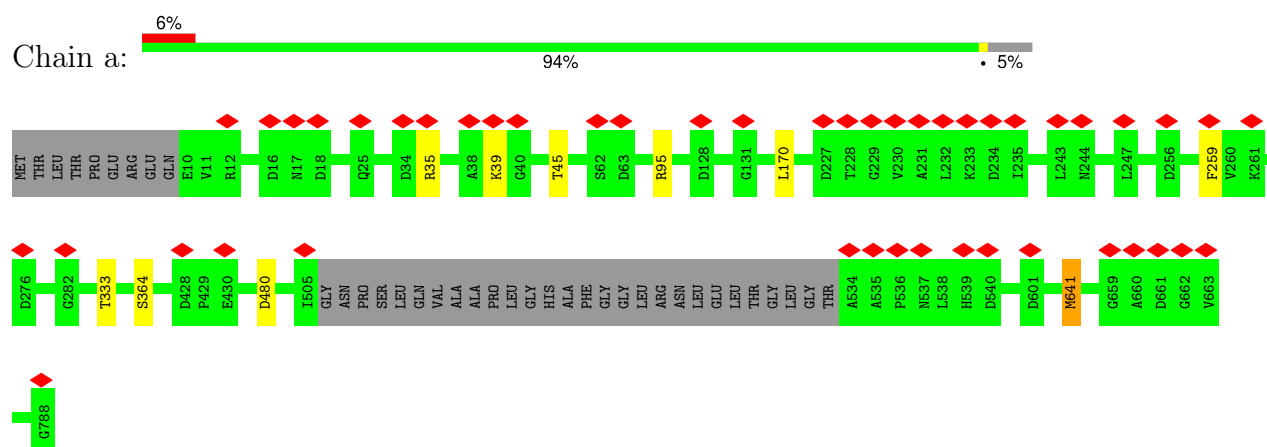 6%
Chain a:
94% • 5%
MET THR LEU THR PRO GLU ARG GLU GLN E10 V11 R12 D16 N17 D18 Q25 D34 R35 A38 K39 G40 T45 S62 D63 R95 D128 G131 L170 D227 T228 G229 V230 A231 L232 K233 D234 I235 L243 N244 L247 D256 F259 V260 K261
D276 G282 T333 S364 D428 P429 E430 D480 I505 GLY ASN PRO SER LEU GLN VAL ALA ALA PRO LEU GLY HIS ALA PHE GLY GLY LEU ARG ASN LEU GLU LEU THR GLY LEU GLY THR A534 A535 P536 N537 L538 H539 D540 D601 M641 G659 A660 D661 G662 V663
G788